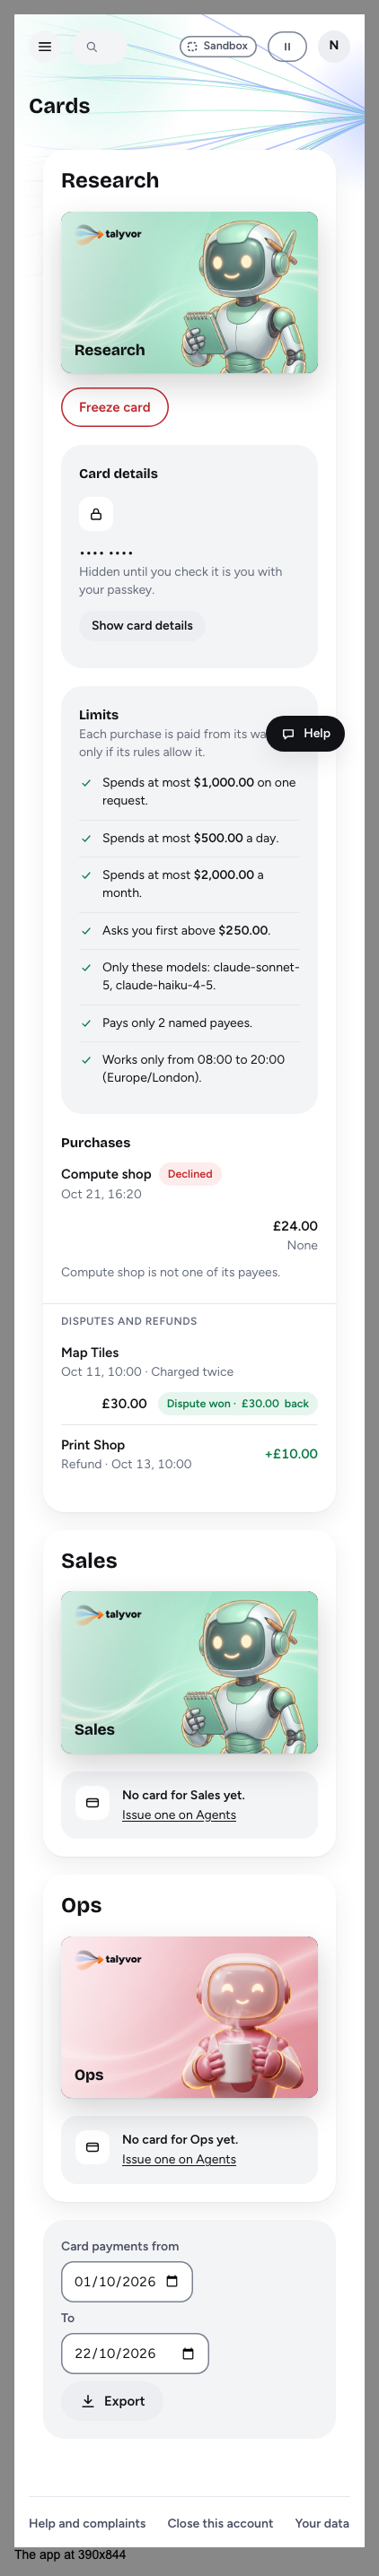 Sandbox
N
Cards
Research
talyvor
Research
Freeze card
Card details
•••• ••••
Hidden until you check it is you with
your passkey.
Show card details
Limits
Each purchase is paid from its
only if its rules allow it.
Help
Spends at most $1,000.00 on one
request.
Spends at most $500.00 a day.
Spends at most $2,000.00 a
month.
Asks you first above $250.00.
Only these models: claude-sonnet-
5, claude-haiku-4-5.
Pays only 2 named payees.
Works only from 08:00 to 20:00
(Europe/London).
Purchases
Compute shop Declined
Oct 21, 16:20
£24.00
None
Compute shop is not one of its payees.
DISPUTES AND REFUNDS
Map Tiles
Oct 11, 10:00 · Charged twice
£30.00 Dispute won · £30.00 back
Print Shop
Refund · Oct 13, 10:00
+£10.00
Sales
talyvor
Sales
No card for Sales yet.
Issue one on Agents
Ops
talyvor
Ops
No card for Ops yet.
Issue one on Agents
Card payments from
01/10/2026
To
22/10/2026
Export
Help and complaints Close this account Your data
The app at 390x844